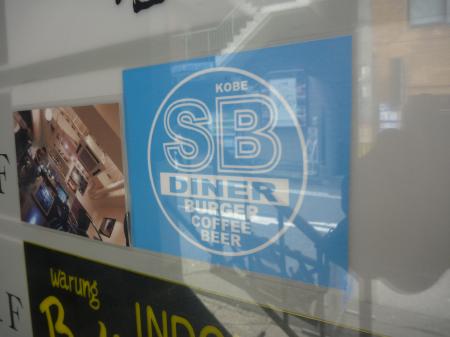 KOBE
SB
DINER
BURGER
COFFEE
BEER
F
warung
INDO
F